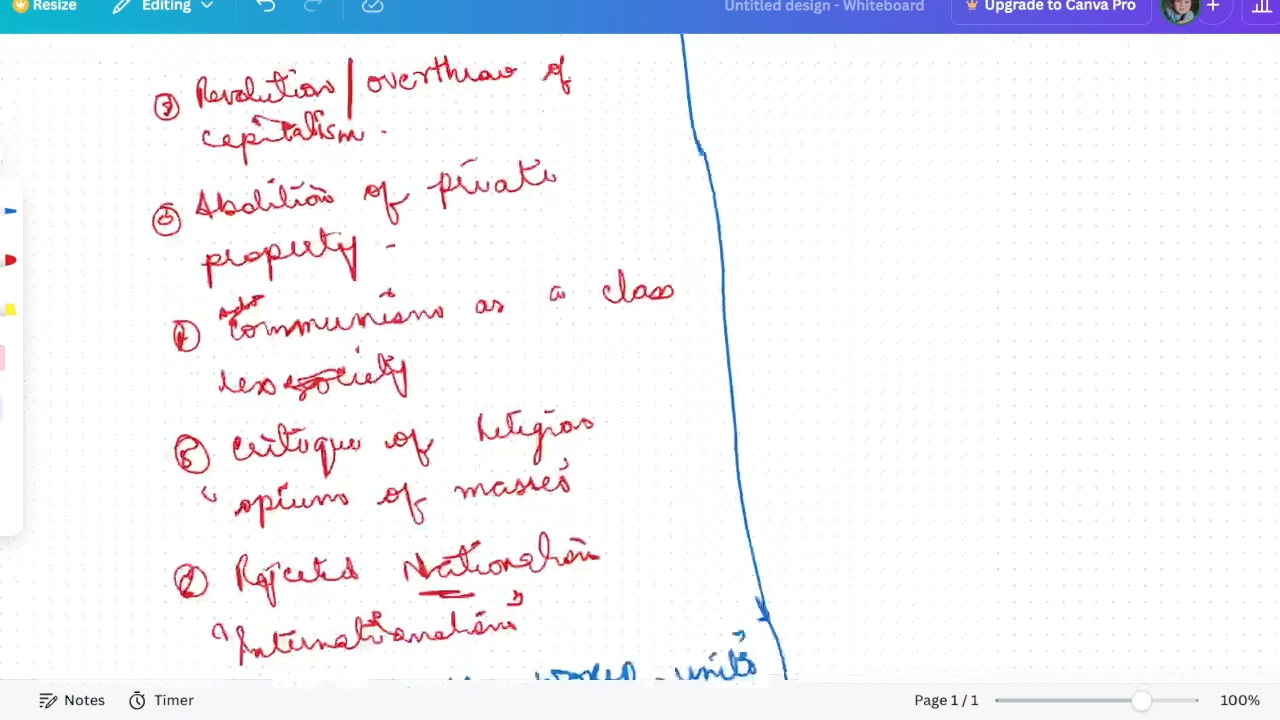 Resize Editing Untitled design - Whiteboard Upgrade to Canva Pro
③ Revolution / overthrow of
capitalism .
③ Abolition of private
property -
④ communism as a class
less society
⑤ critique of religion
" opium of masses"
⑥ Rejected Nationalism
"Internationalism"
units"
Notes Timer Page 1 / 1 100%